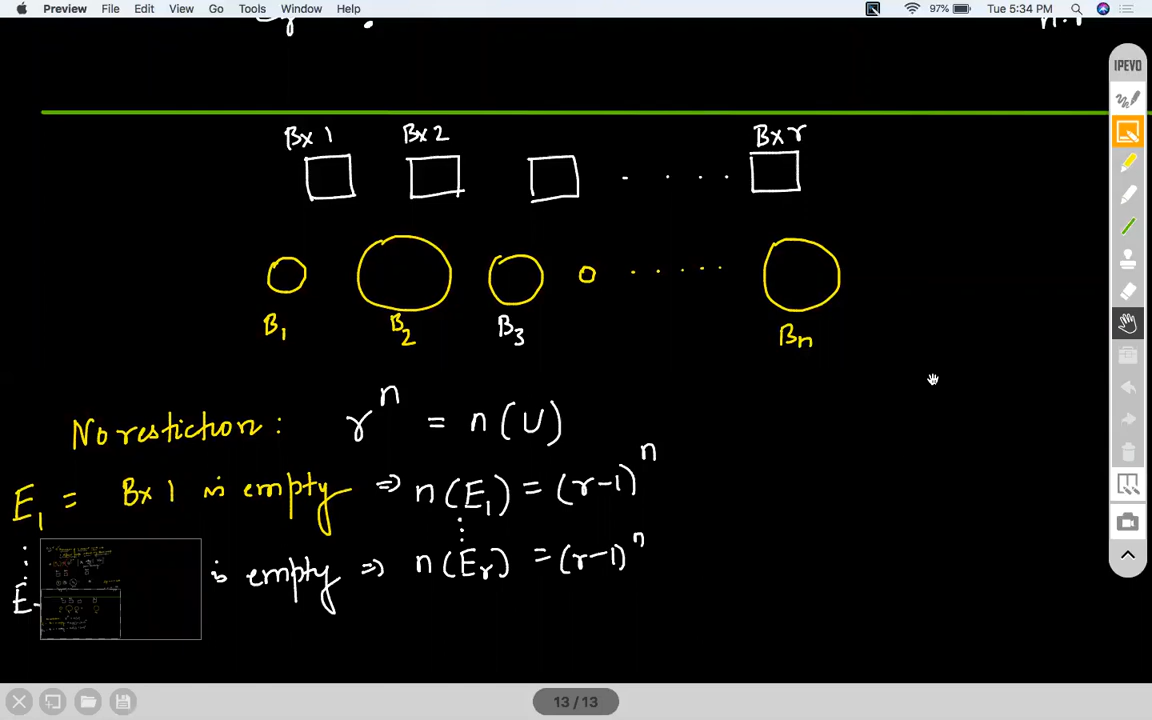 Preview File Edit View Go Tools Window Help 97% Tue 5:34 PM
IPEVO
Bx 1 Bx 2 Bx r
B1 B2 B3 Bn
No restiction : r^n = n(U)
E1 = Bx 1 is empty ⇒ n(E1) = (r-1)^n
is empty ⇒ n(Er) = (r-1)^n
13 / 13